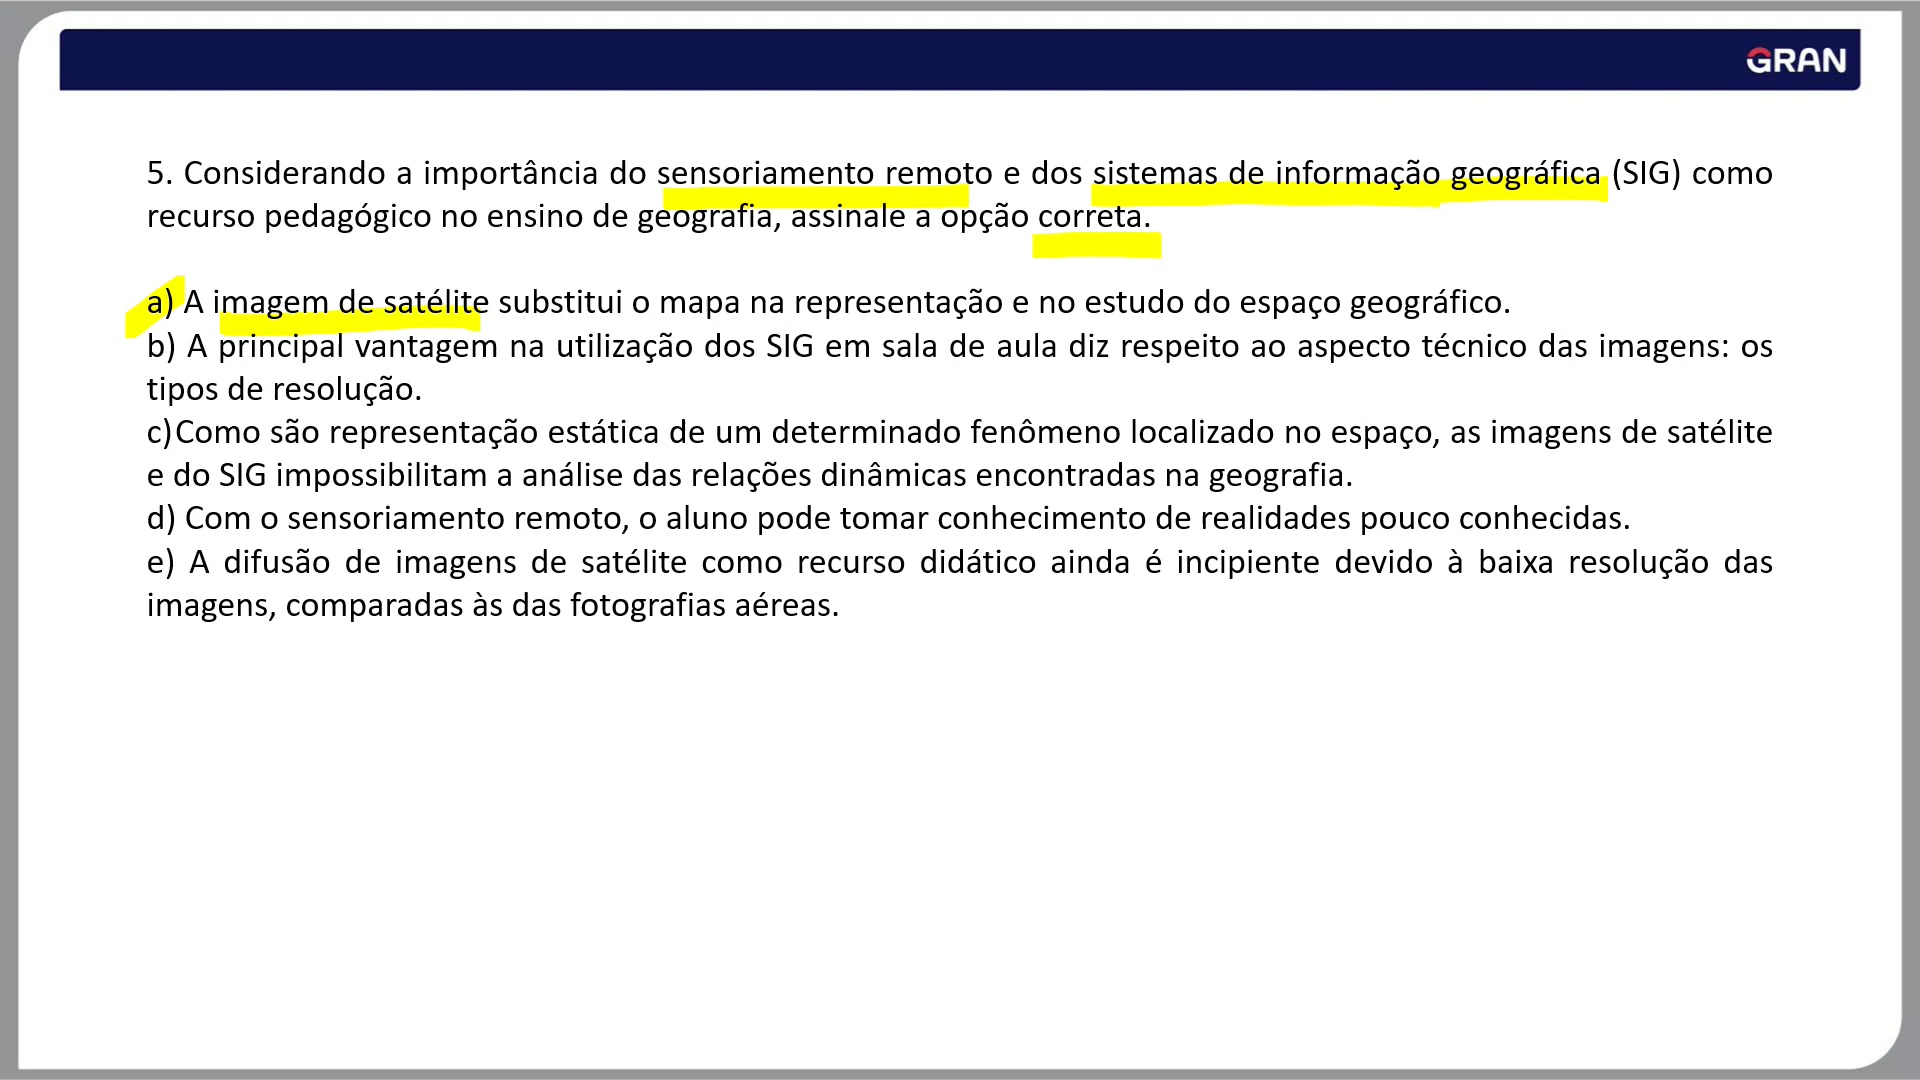 GRAN
5. Considerando a importância do sensoriamento remoto e dos sistemas de informação geográfica (SIG) como
recurso pedagógico no ensino de geografia, assinale a opção correta.
a) A imagem de satélite substitui o mapa na representação e no estudo do espaço geográfico.
b) A principal vantagem na utilização dos SIG em sala de aula diz respeito ao aspecto técnico das imagens: os
tipos de resolução.
c)Como são representação estática de um determinado fenômeno localizado no espaço, as imagens de satélite
e do SIG impossibilitam a análise das relações dinâmicas encontradas na geografia.
d) Com o sensoriamento remoto, o aluno pode tomar conhecimento de realidades pouco conhecidas.
e) A difusão de imagens de satélite como recurso didático ainda é incipiente devido à baixa resolução das
imagens, comparadas às das fotografias aéreas.